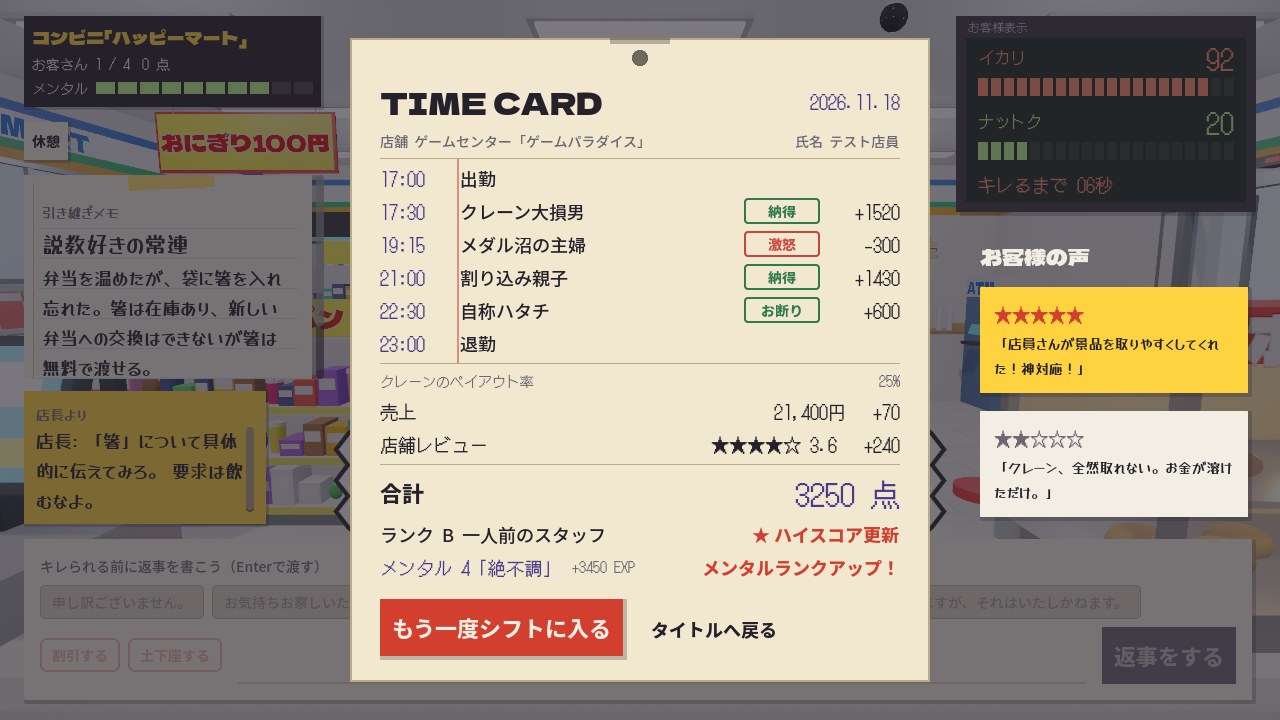 コンビニ「ハッピーマート」
お客さん 1/4 0点
メンタル
休憩
おにぎり100円
引き継ぎメモ
説教好きの常連
弁当を温めたが、袋に箸を入れ
忘れた。箸は在庫あり、新しい
弁当への交換はできないが箸は
無料で渡せる。
店長より
店長: 「箸」について具体
的に伝えてみろ。 要求は飲
むなよ。
キレられる前に返事を書こう（Enterで渡す）
申し訳ございません。
お気持ちお察しいた
すが、それはいたしかねます。
割引する
土下座する
返事をする
TIME CARD
2026.11.18
店舗 ゲームセンター「ゲームパラダイス」
氏名 テスト店員
17:00 出勤
17:30 クレーン大損男 納得 +1520
19:15 メダル沼の主婦 激怒 -300
21:00 割り込み親子 納得 +1430
22:30 自称ハタチ お断り +600
23:00 退勤
クレーンのペイアウト率 25%
売上 21,400円 +70
店舗レビュー ★★★★☆ 3.6 +240
合計 3250 点
ランク B 一人前のスタッフ ★ ハイスコア更新
メンタル 4「絶不調」 +3450 EXP メンタルランクアップ！
もう一度シフトに入る
タイトルへ戻る
お客様表示
イカリ 92
ナットク 20
キレるまで 06秒
お客様の声
ATM
★★★★★
「店員さんが景品を取りやすくしてくれ
た！神対応！」
★★☆☆☆
「クレーン、全然取れない。お金が溶け
ただけ。」